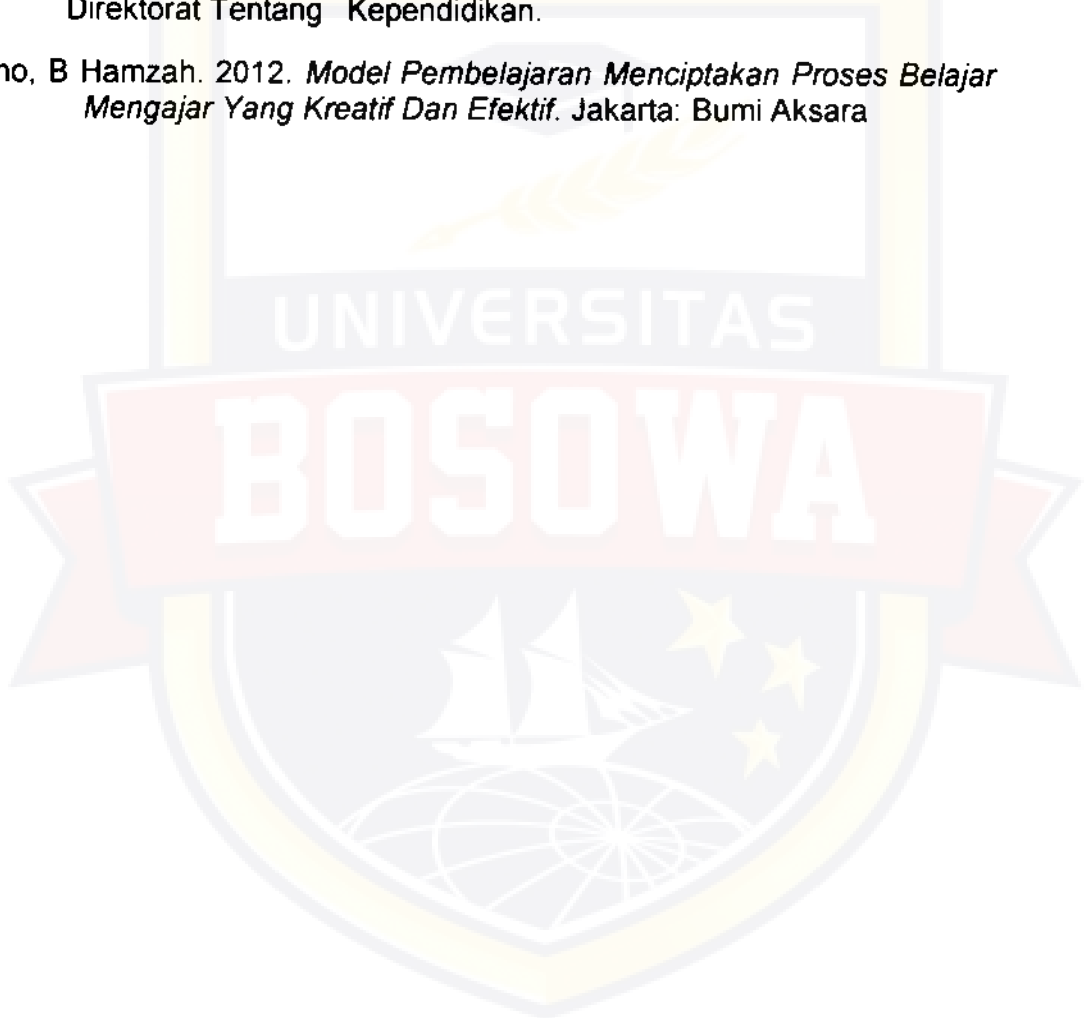 Direktorat Tentang Kependidikan.
no, B Hamzah. 2012. Model Pembelajaran Menciptakan Proses Belajar
Mengajar Yang Kreatif Dan Efektif. Jakarta: Bumi Aksara
UNIVERSITAS
BOSOWA